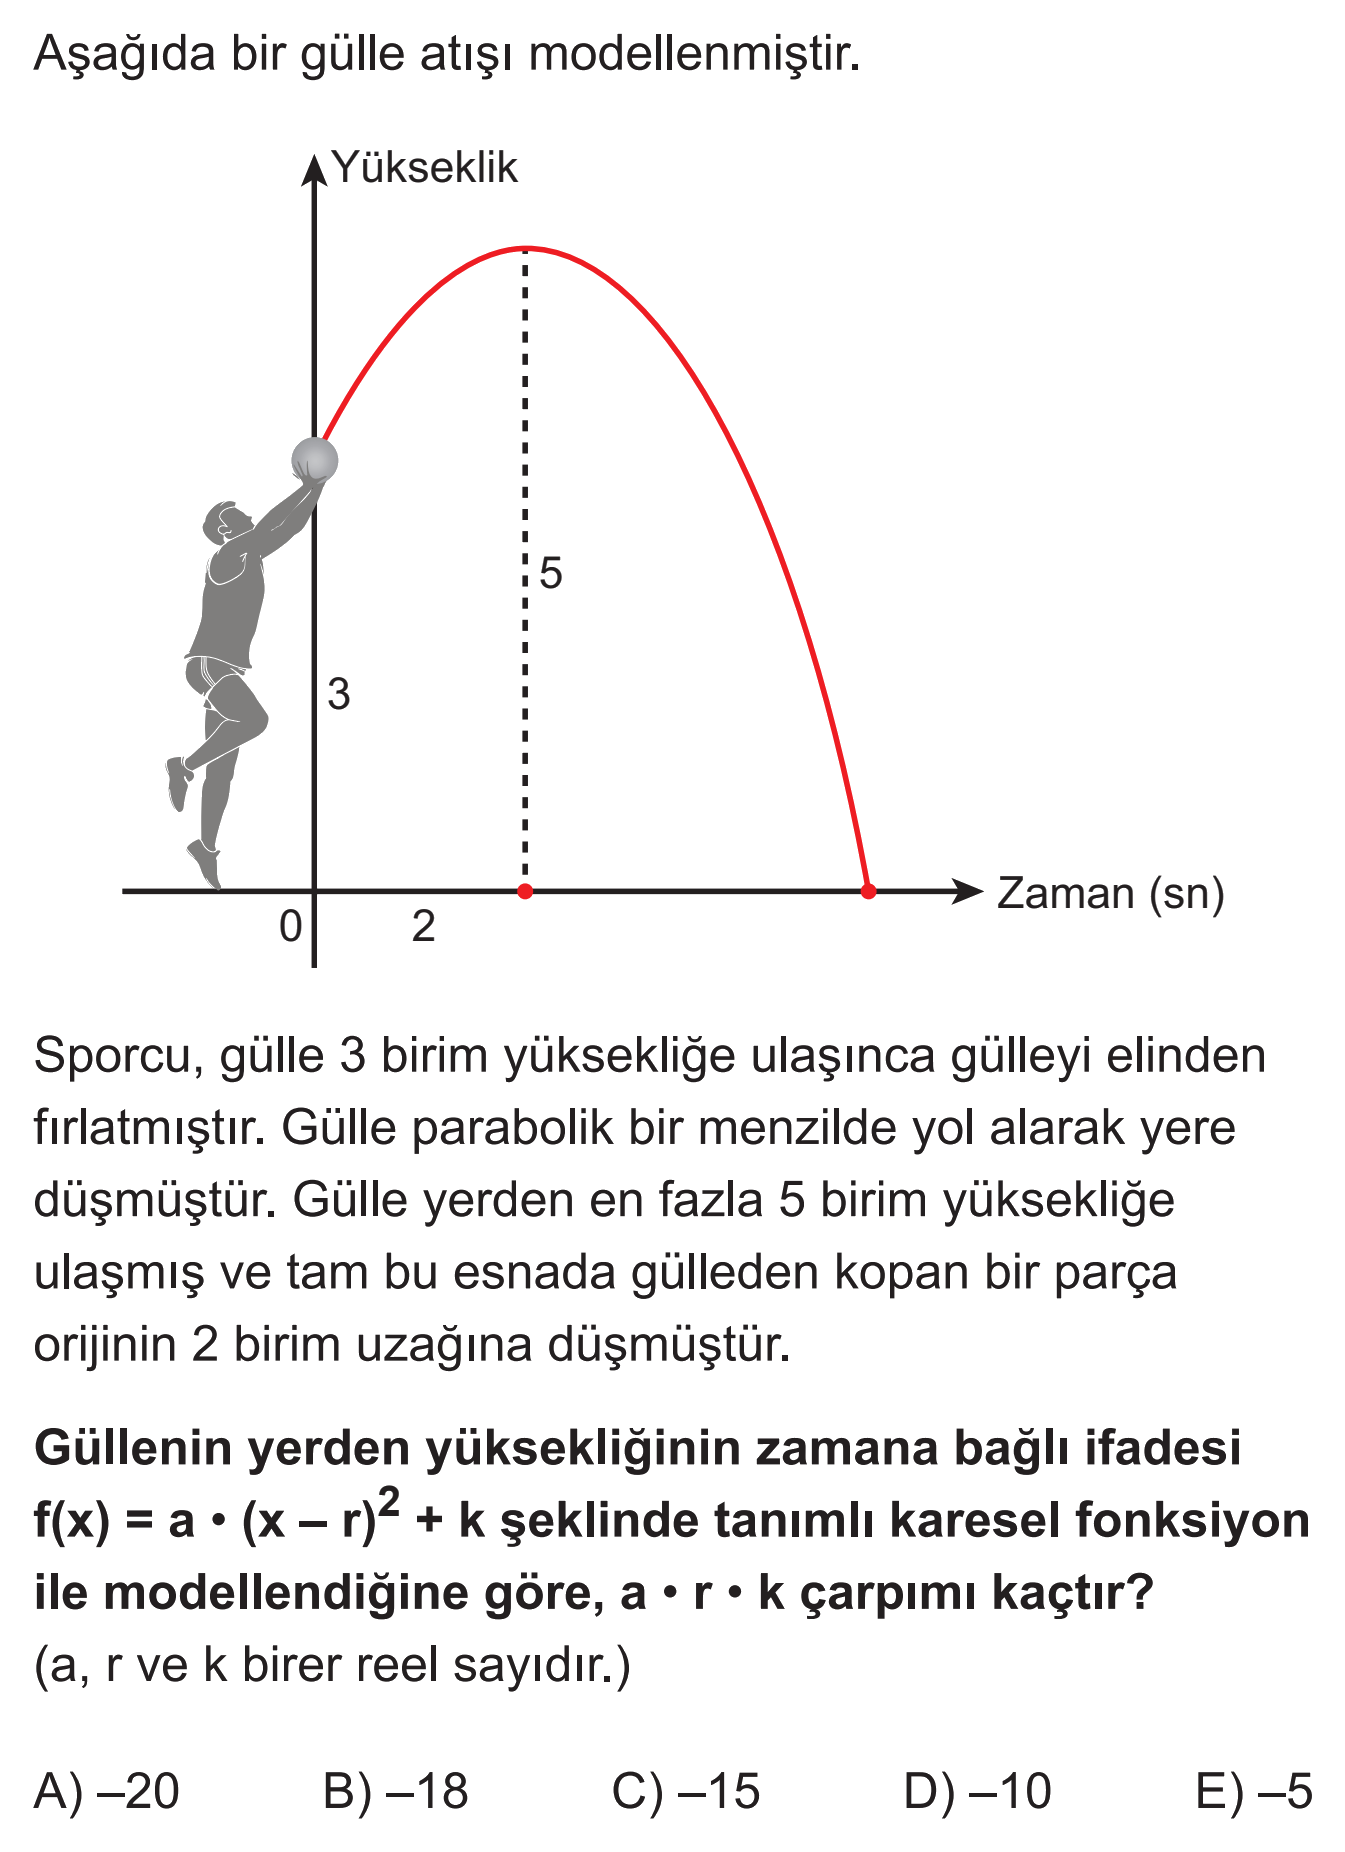 Aşağıda bir gülle atışı modellenmiştir.
Yükseklik
5
3
Zaman (sn)
0 2
Sporcu, gülle 3 birim yüksekliğe ulaşınca gülleyi elinden
fırlatmıştır. Gülle parabolik bir menzilde yol alarak yere
düşmüştür. Gülle yerden en fazla 5 birim yüksekliğe
ulaşmış ve tam bu esnada gülleden kopan bir parça
orijinin 2 birim uzağına düşmüştür.
Güllenin yerden yüksekliğinin zamana bağlı ifadesi
f(x) = a • (x – r)² + k şeklinde tanımlı karesel fonksiyon
ile modellendiğine göre, a • r • k çarpımı kaçtır?
(a, r ve k birer reel sayıdır.)
A) –20 B) –18 C) –15 D) –10 E) –5